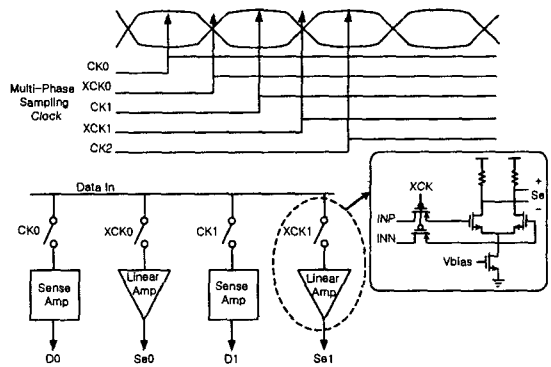 CK0
XCK0
CK1
XCK1
CK2
Multi-Phase
Sampling
Clock
Data In
CK0
XCK0
CK1
XCK1
Sense
Amp
Linear
Amp
Sense
Amp
Linear
Amp
D0
Se0
D1
Se1
XCK
INP
INN
+
Se
-
Vbias